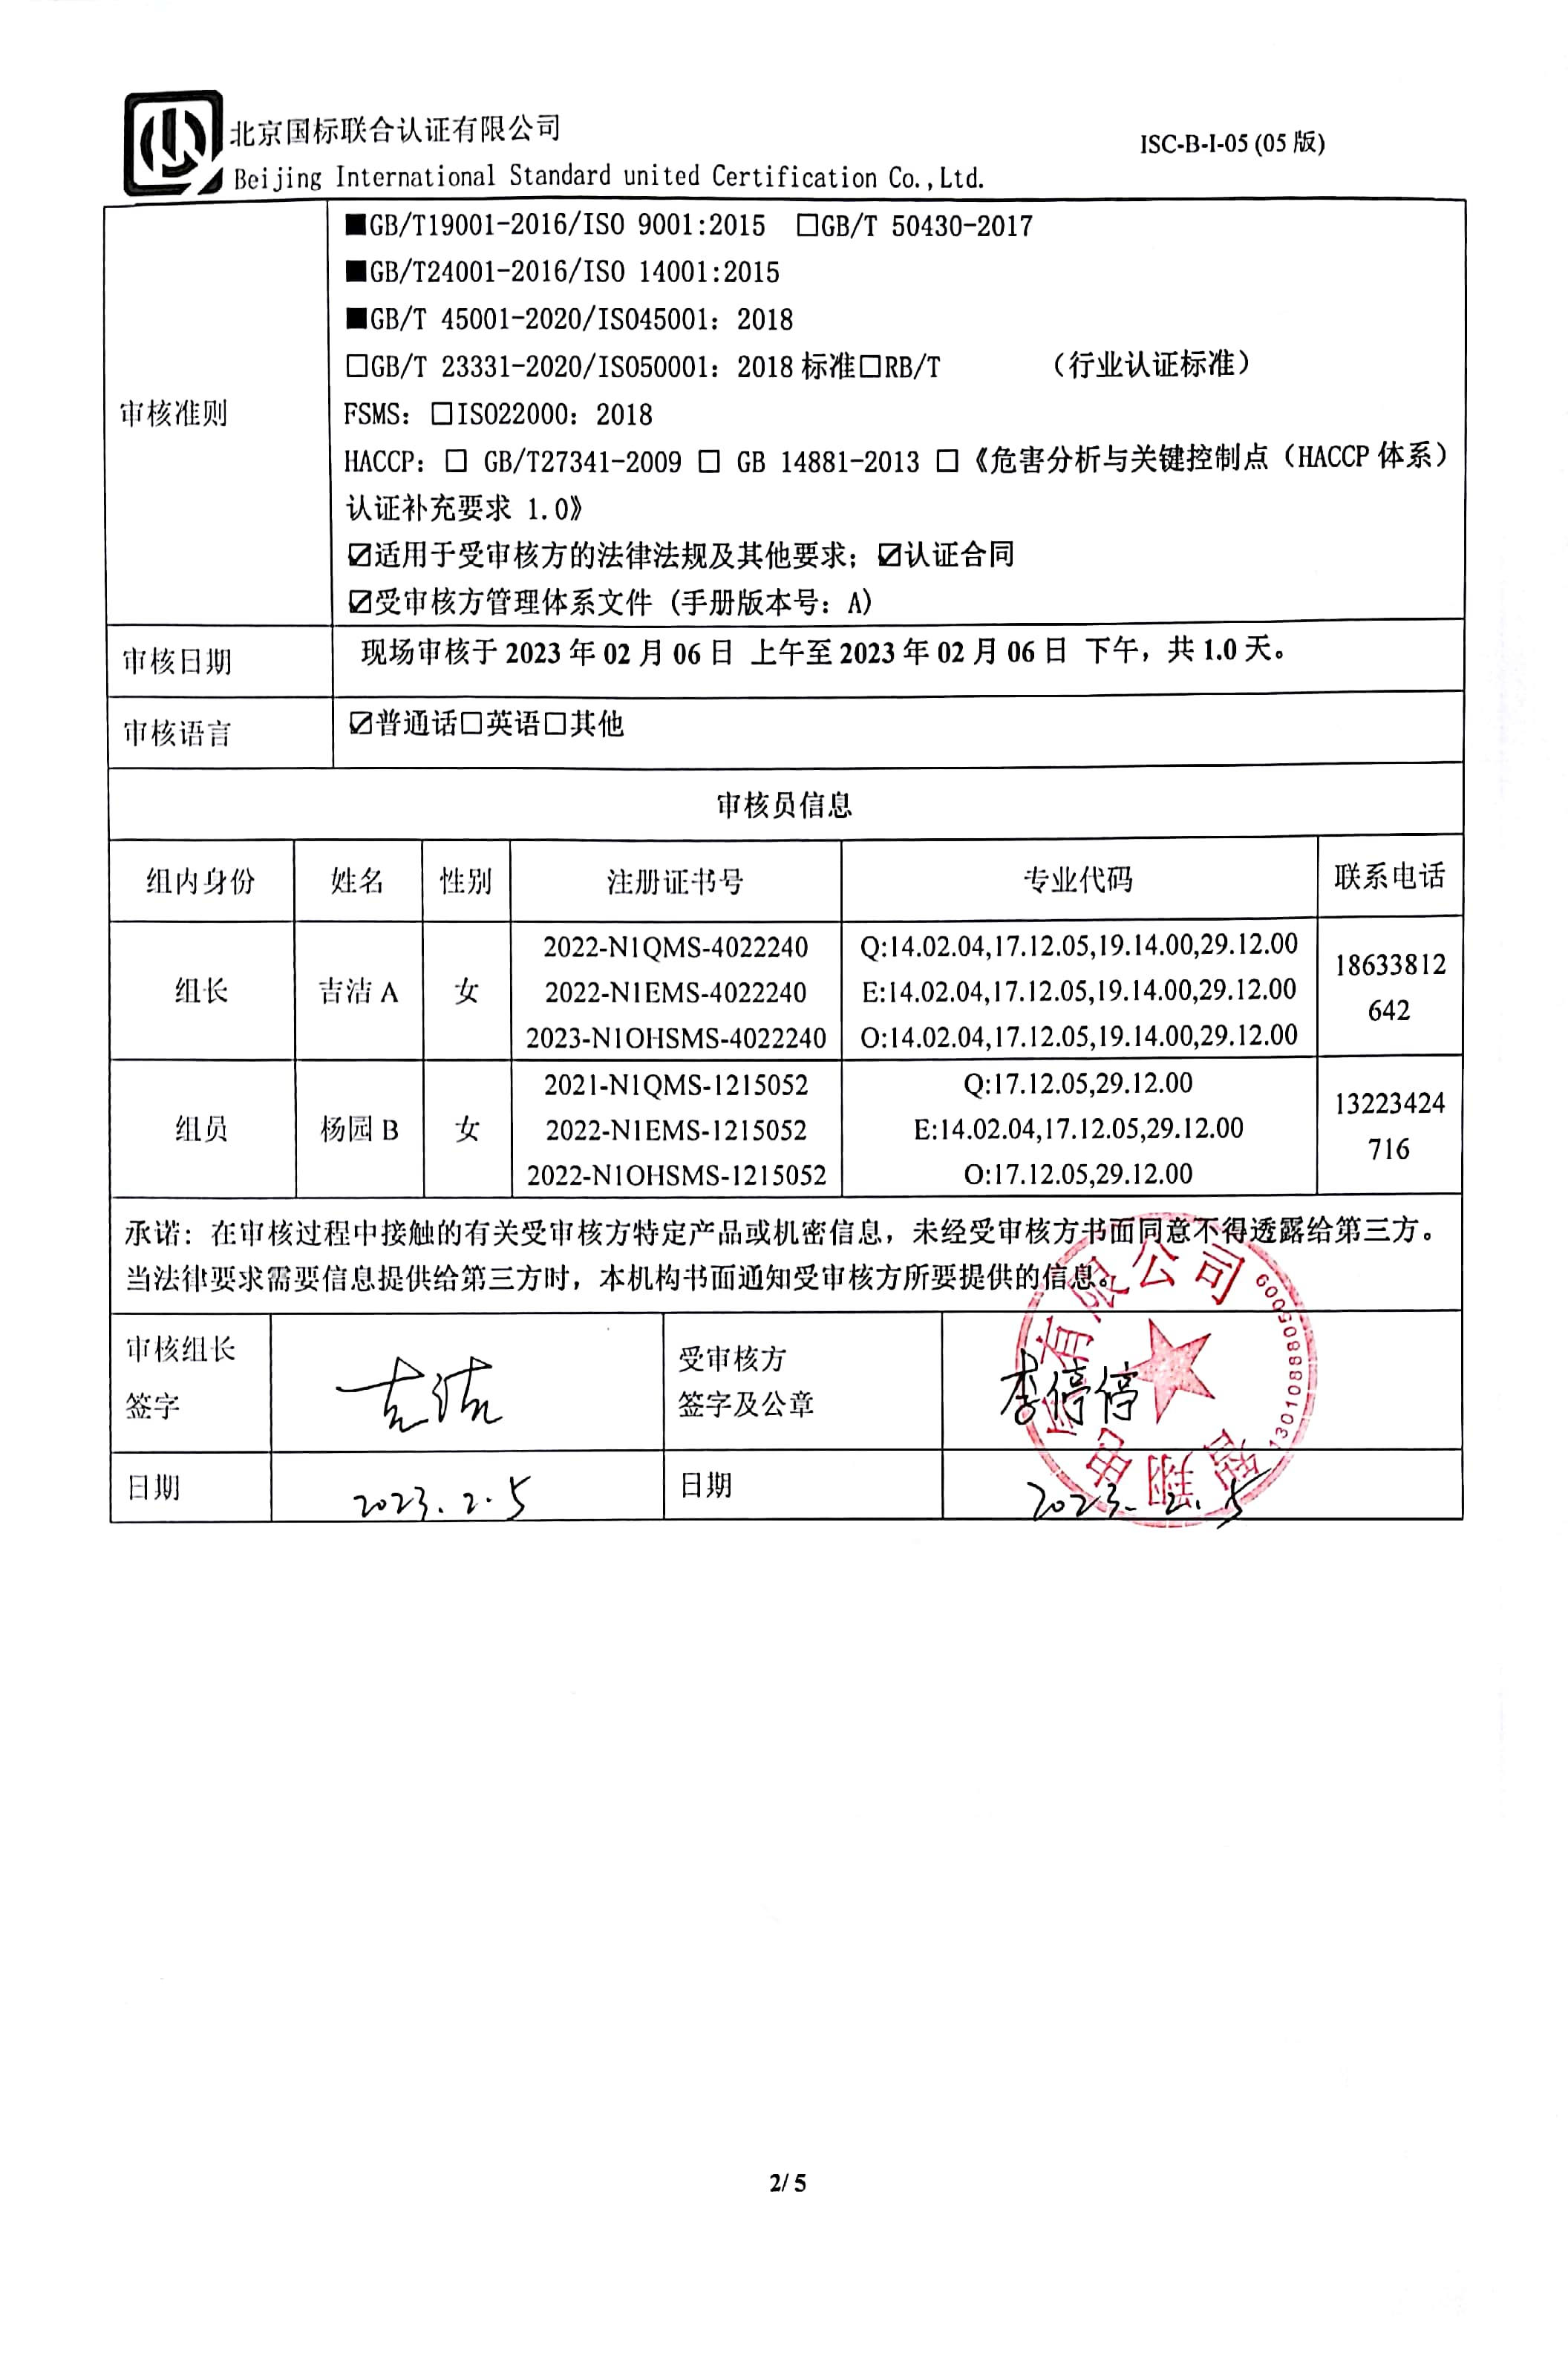 北京国标联合认证有限公司
ISC-B-I-05 (05 版)
Beijing International Standard united Certification Co.,Ltd.
审核准则
■GB/T19001-2016/ISO 9001:2015 □GB/T 50430-2017
■GB/T24001-2016/ISO 14001:2015
■GB/T 45001-2020/ISO45001：2018
□GB/T 23331-2020/ISO50001：2018 标准□RB/T （行业认证标准）
FSMS：□ISO22000：2018
HACCP：□ GB/T27341-2009 □ GB 14881-2013 □《危害分析与关键控制点（HACCP 体系）
认证补充要求 1.0》
☑适用于受审核方的法律法规及其他要求；☑认证合同
☑受审核方管理体系文件（手册版本号：A）
审核日期 现场审核于 2023 年 02 月 06 日 上午至 2023 年 02 月 06 日 下午，共 1.0 天。
审核语言 ☑普通话□英语□其他
审核员信息
组内身份 姓名 性别 注册证书号 专业代码 联系电话
组长 吉洁 A 女
2022-N1QMS-4022240
2022-N1EMS-4022240
2023-N1OHSMS-4022240
Q:14.02.04,17.12.05,19.14.00,29.12.00
E:14.02.04,17.12.05,19.14.00,29.12.00
O:14.02.04,17.12.05,19.14.00,29.12.00
18633812
642
组员 杨园 B 女
2021-N1QMS-1215052
2022-N1EMS-1215052
2022-N1OHSMS-1215052
Q:17.12.05,29.12.00
E:14.02.04,17.12.05,29.12.00
O:17.12.05,29.12.00
13223424
716
承诺：在审核过程中接触的有关受审核方特定产品或机密信息，未经受审核方书面同意不得透露给第三方。
当法律要求需要信息提供给第三方时，本机构书面通知受审核方所要提供的信息。
审核组长
签字
吉洁
受审核方
签字及公章
李停停
有限公司
1301088805009
日期 2023.2.5
日期 2023.2.5
2/ 5